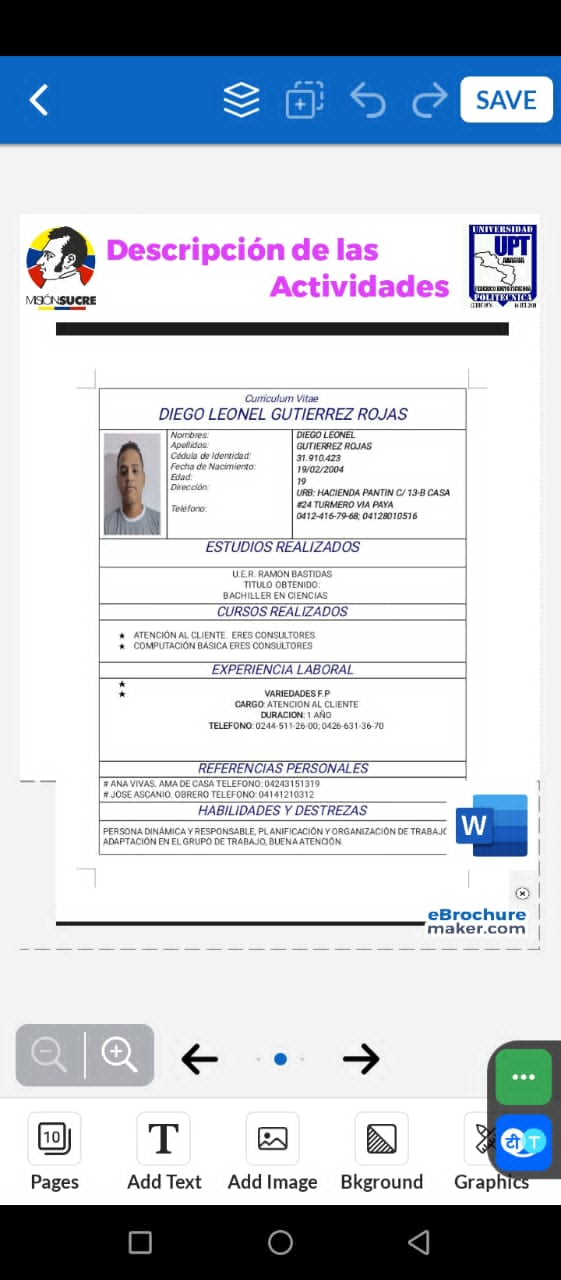 SAVE
Descripción de las
Actividades
MISIÓN SUCRE
UNIVERSIDAD
UPT
POLITÉCNICA
Curriculum Vitae
DIEGO LEONEL GUTIERREZ ROJAS
Nombres: DIEGO LEONEL
Apellidos: GUTIERREZ ROJAS
Cédula de Identidad: 31.910.423
Fecha de Nacimiento: 19/02/2004
Edad: 19
Dirección: URB: HACIENDA PANTIN C/ 13-B CASA
#24 TURMERO VIA PAYA
Teléfono: 0412-416-79-68; 04128010516
ESTUDIOS REALIZADOS
U.E.R. RAMON BASTIDAS
TITULO OBTENIDO:
BACHILLER EN CIENCIAS
CURSOS REALIZADOS
★ ATENCIÓN AL CLIENTE. ERES CONSULTORES.
★ COMPUTACIÓN BÁSICA ERES CONSULTORES
EXPERIENCIA LABORAL
★
★ VARIEDADES F.P
CARGO: ATENCION AL CLIENTE
DURACION: 1 AÑO
TELEFONO: 0244-511-26-00; 0426-631-36-70
REFERENCIAS PERSONALES
# ANA VIVAS. AMA DE CASA TELEFONO: 04243151319
# JOSE ASCANIO. OBRERO TELEFONO: 04141210312
HABILIDADES Y DESTREZAS
PERSONA DINÁMICA Y RESPONSABLE, PLANIFICACIÓN Y ORGANIZACIÓN DE TRABAJO
ADAPTACIÓN EN EL GRUPO DE TRABAJO, BUENA ATENCIÓN.
W
eBrochure
maker.com
10
T
टी T
Pages Add Text Add Image Bkground Graphics